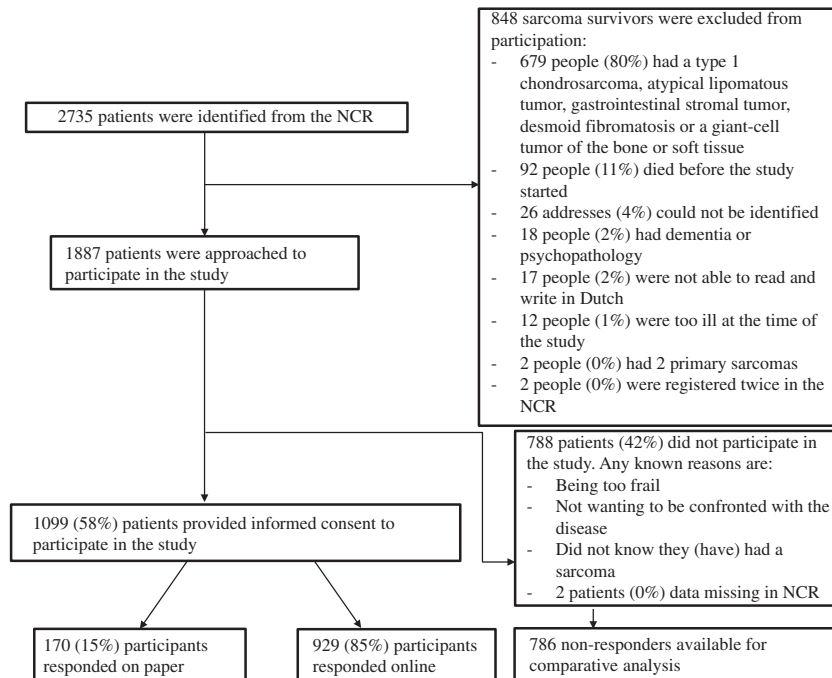 2735 patients were identified from the NCR
848 sarcoma survivors were excluded from
participation:
- 679 people (80%) had a type 1
chondrosarcoma, atypical lipomatous
tumor, gastrointestinal stromal tumor,
desmoid fibromatosis or a giant-cell
tumor of the bone or soft tissue
- 92 people (11%) died before the study
started
- 26 addresses (4%) could not be identified
- 18 people (2%) had dementia or
psychopathology
- 17 people (2%) were not able to read and
write in Dutch
- 12 people (1%) were too ill at the time of
the study
- 2 people (0%) had 2 primary sarcomas
- 2 people (0%) were registered twice in the
NCR
1887 patients were approached to
participate in the study
788 patients (42%) did not participate in
the study. Any known reasons are:
- Being too frail
- Not wanting to be confronted with the
disease
- Did not know they (have) had a
sarcoma
- 2 patients (0%) data missing in NCR
1099 (58%) patients provided informed consent to
participate in the study
170 (15%) participants
responded on paper
929 (85%) participants
responded online
786 non-responders available for
comparative analysis